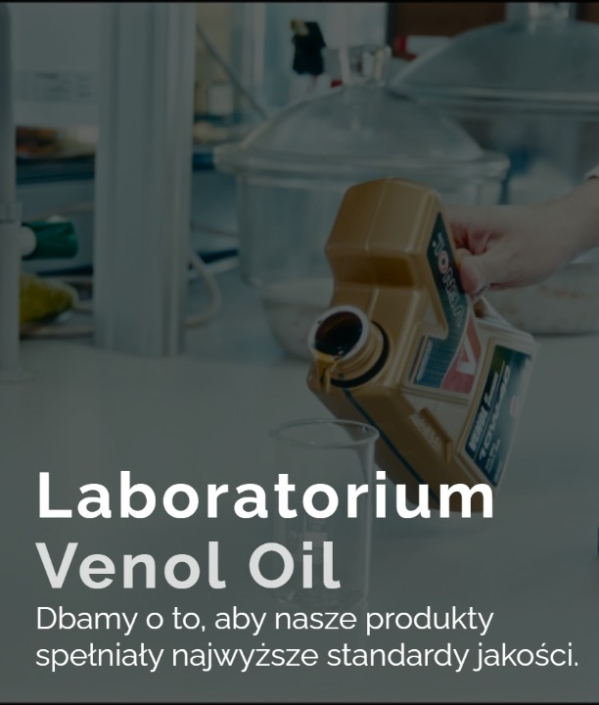 Laboratorium
Venol Oil
Dbamy o to, aby nasze produkty
spełniały najwyższe standardy jakości.